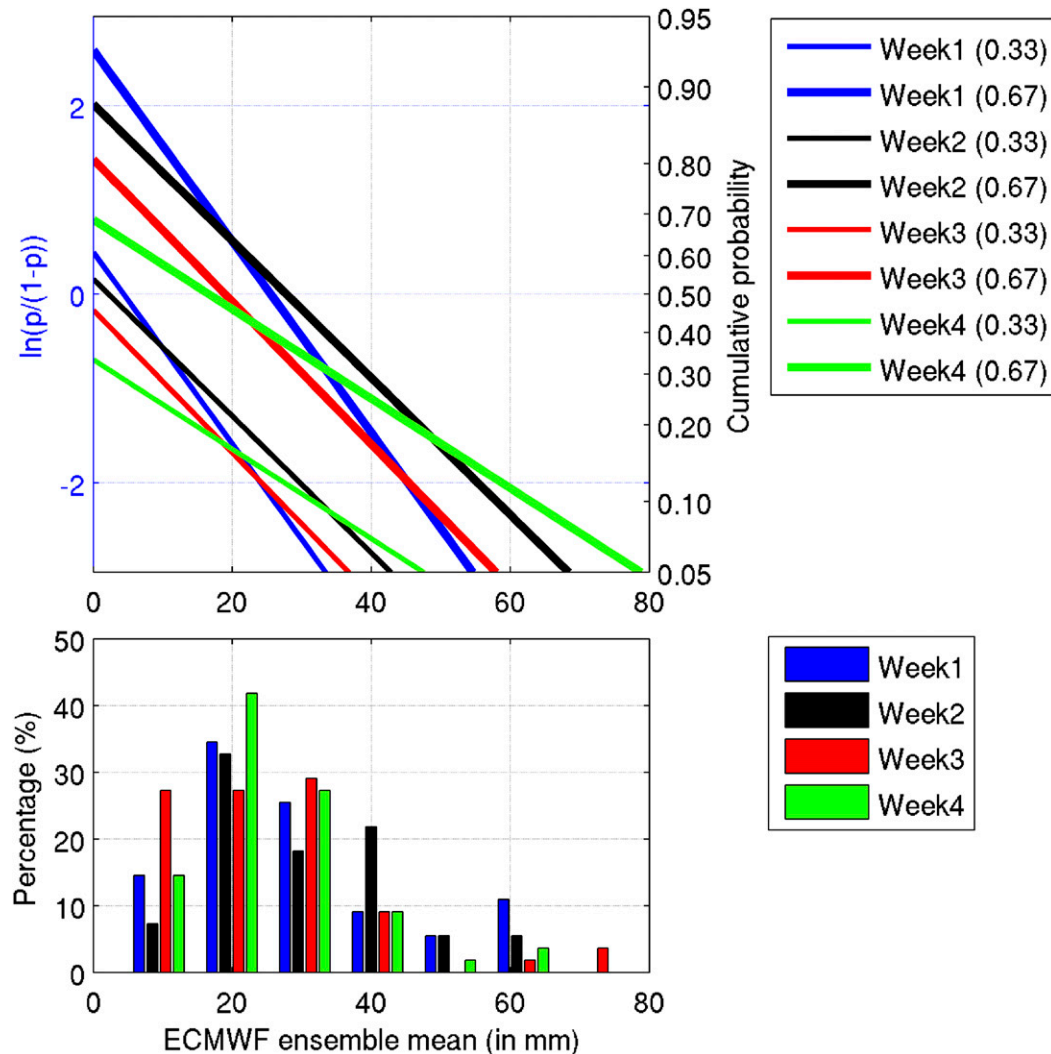 ln(p/(1-p))
2
0
-2
0 20 40 60 80
0.95
0.90
0.80
0.70
0.60
0.50
0.40
0.30
0.20
0.10
0.05
Cumulative probability
Week1 (0.33)
Week1 (0.67)
Week2 (0.33)
Week2 (0.67)
Week3 (0.33)
Week3 (0.67)
Week4 (0.33)
Week4 (0.67)
Percentage (%)
50
40
30
20
10
0
0 20 40 60 80
ECMWF ensemble mean (in mm)
Week1
Week2
Week3
Week4